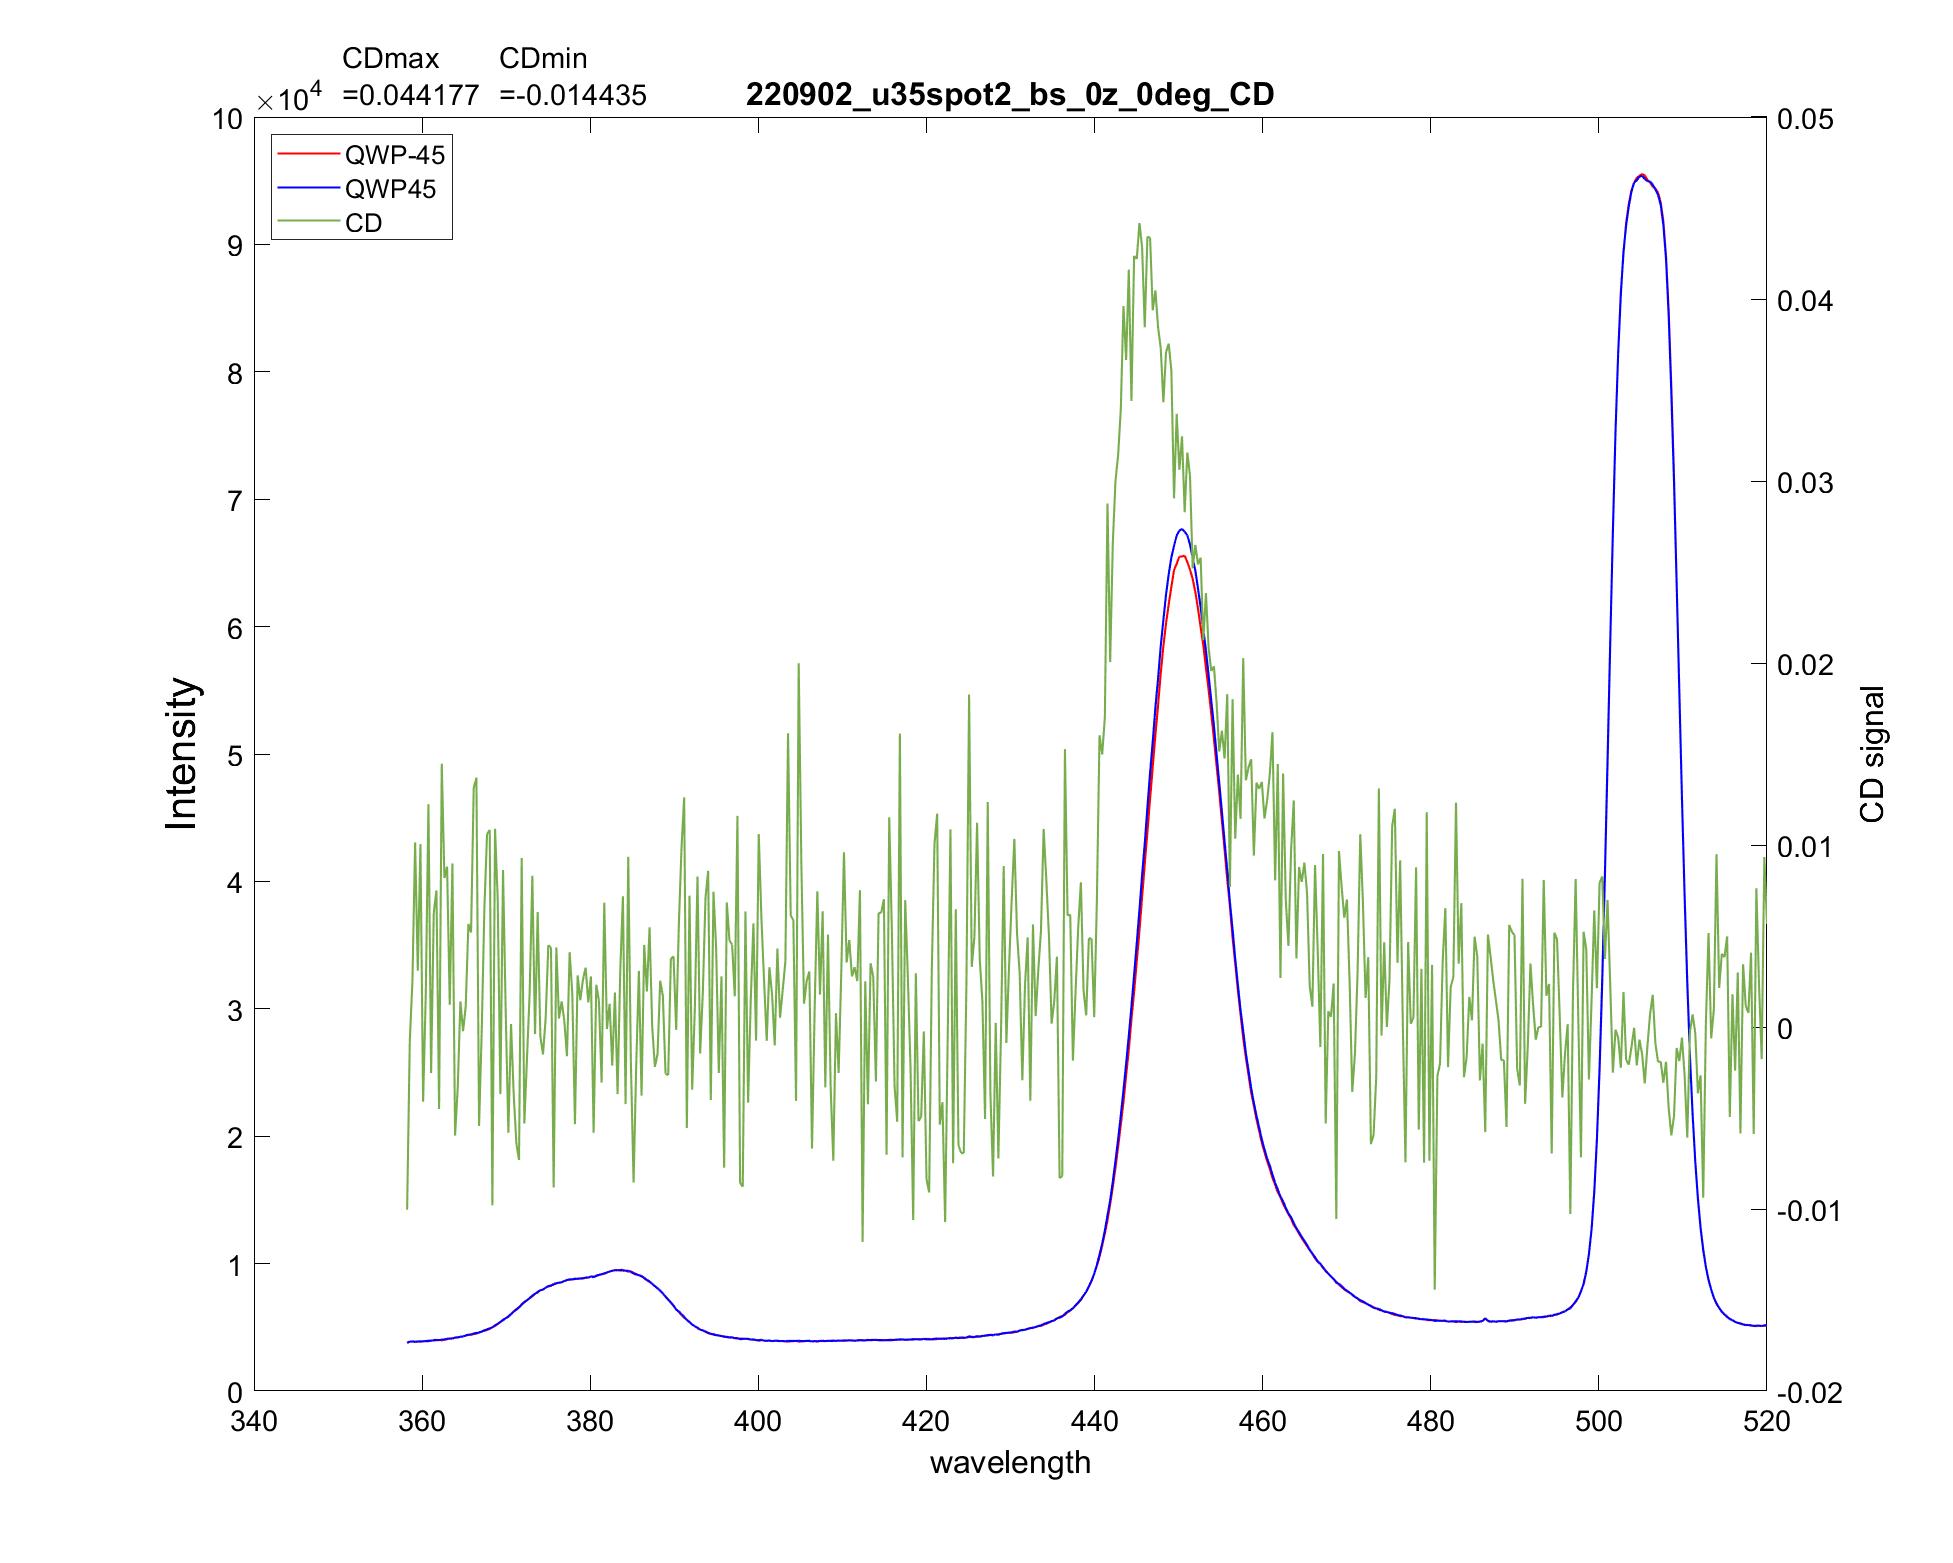 CDmax CDmin
×10^4 =0.044177 =-0.014435 220902_u35spot2_bs_0z_0deg_CD
10 0.05
QWP-45
QWP45
CD
9
0.04
8
7 0.03
6
0.02
5
Intensity CD signal
0.01
4
3 0
2
-0.01
1
0 -0.02
340 360 380 400 420 440 460 480 500 520
wavelength